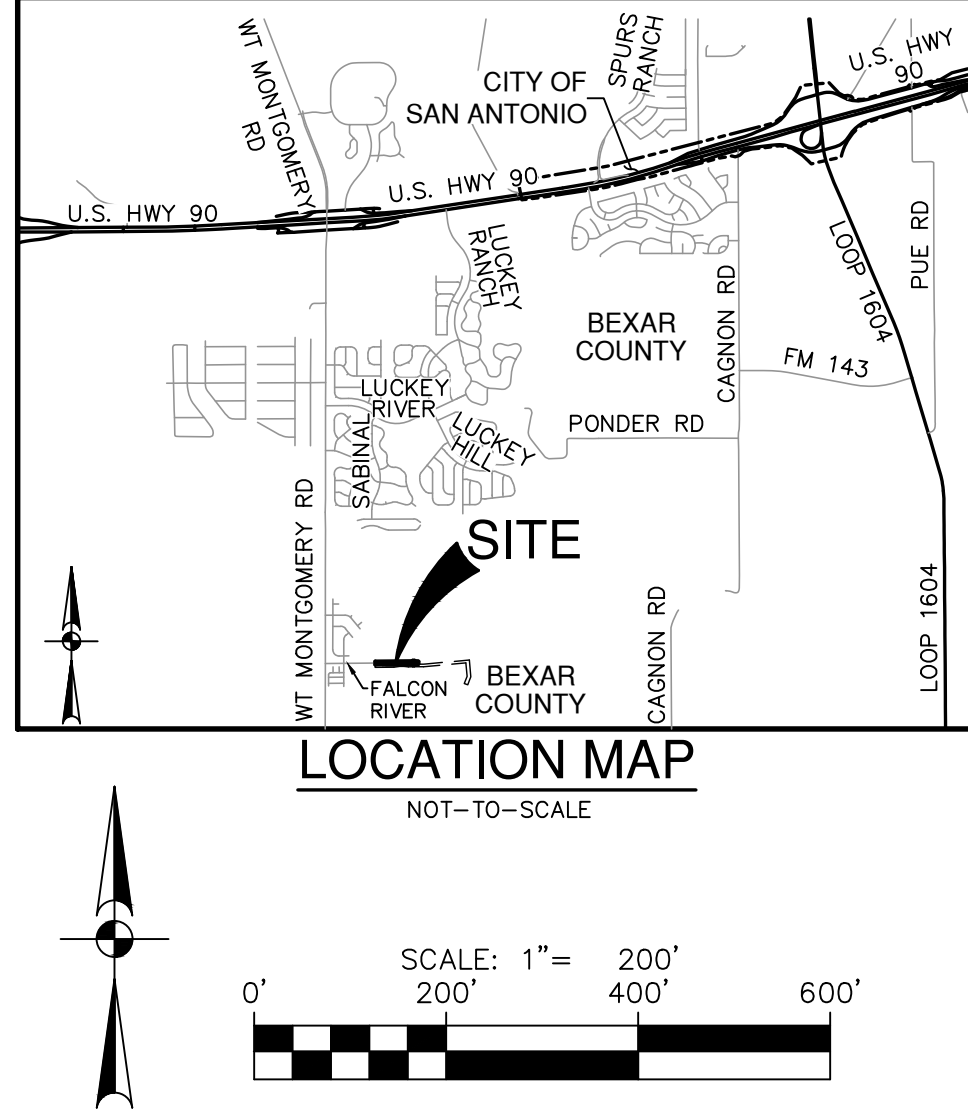 WT MONTGOMERY
RD
SPURS
RANCH
U.S. HWY
90
CITY OF
SAN ANTONIO
U.S. HWY 90
U.S. HWY 90
LUCKEY
RANCH
LOOP 1604
PUE RD
BEXAR
COUNTY
CAGNON RD
FM 143
LUCKEY
RIVER
SABINAL
LUCKEY
HILL
PONDER RD
WT MONTGOMERY RD
SITE
LOOP 1604
CAGNON RD
FALCON
RIVER
BEXAR
COUNTY
LOCATION MAP
NOT-TO-SCALE
SCALE: 1"= 200'
0' 200' 400' 600'